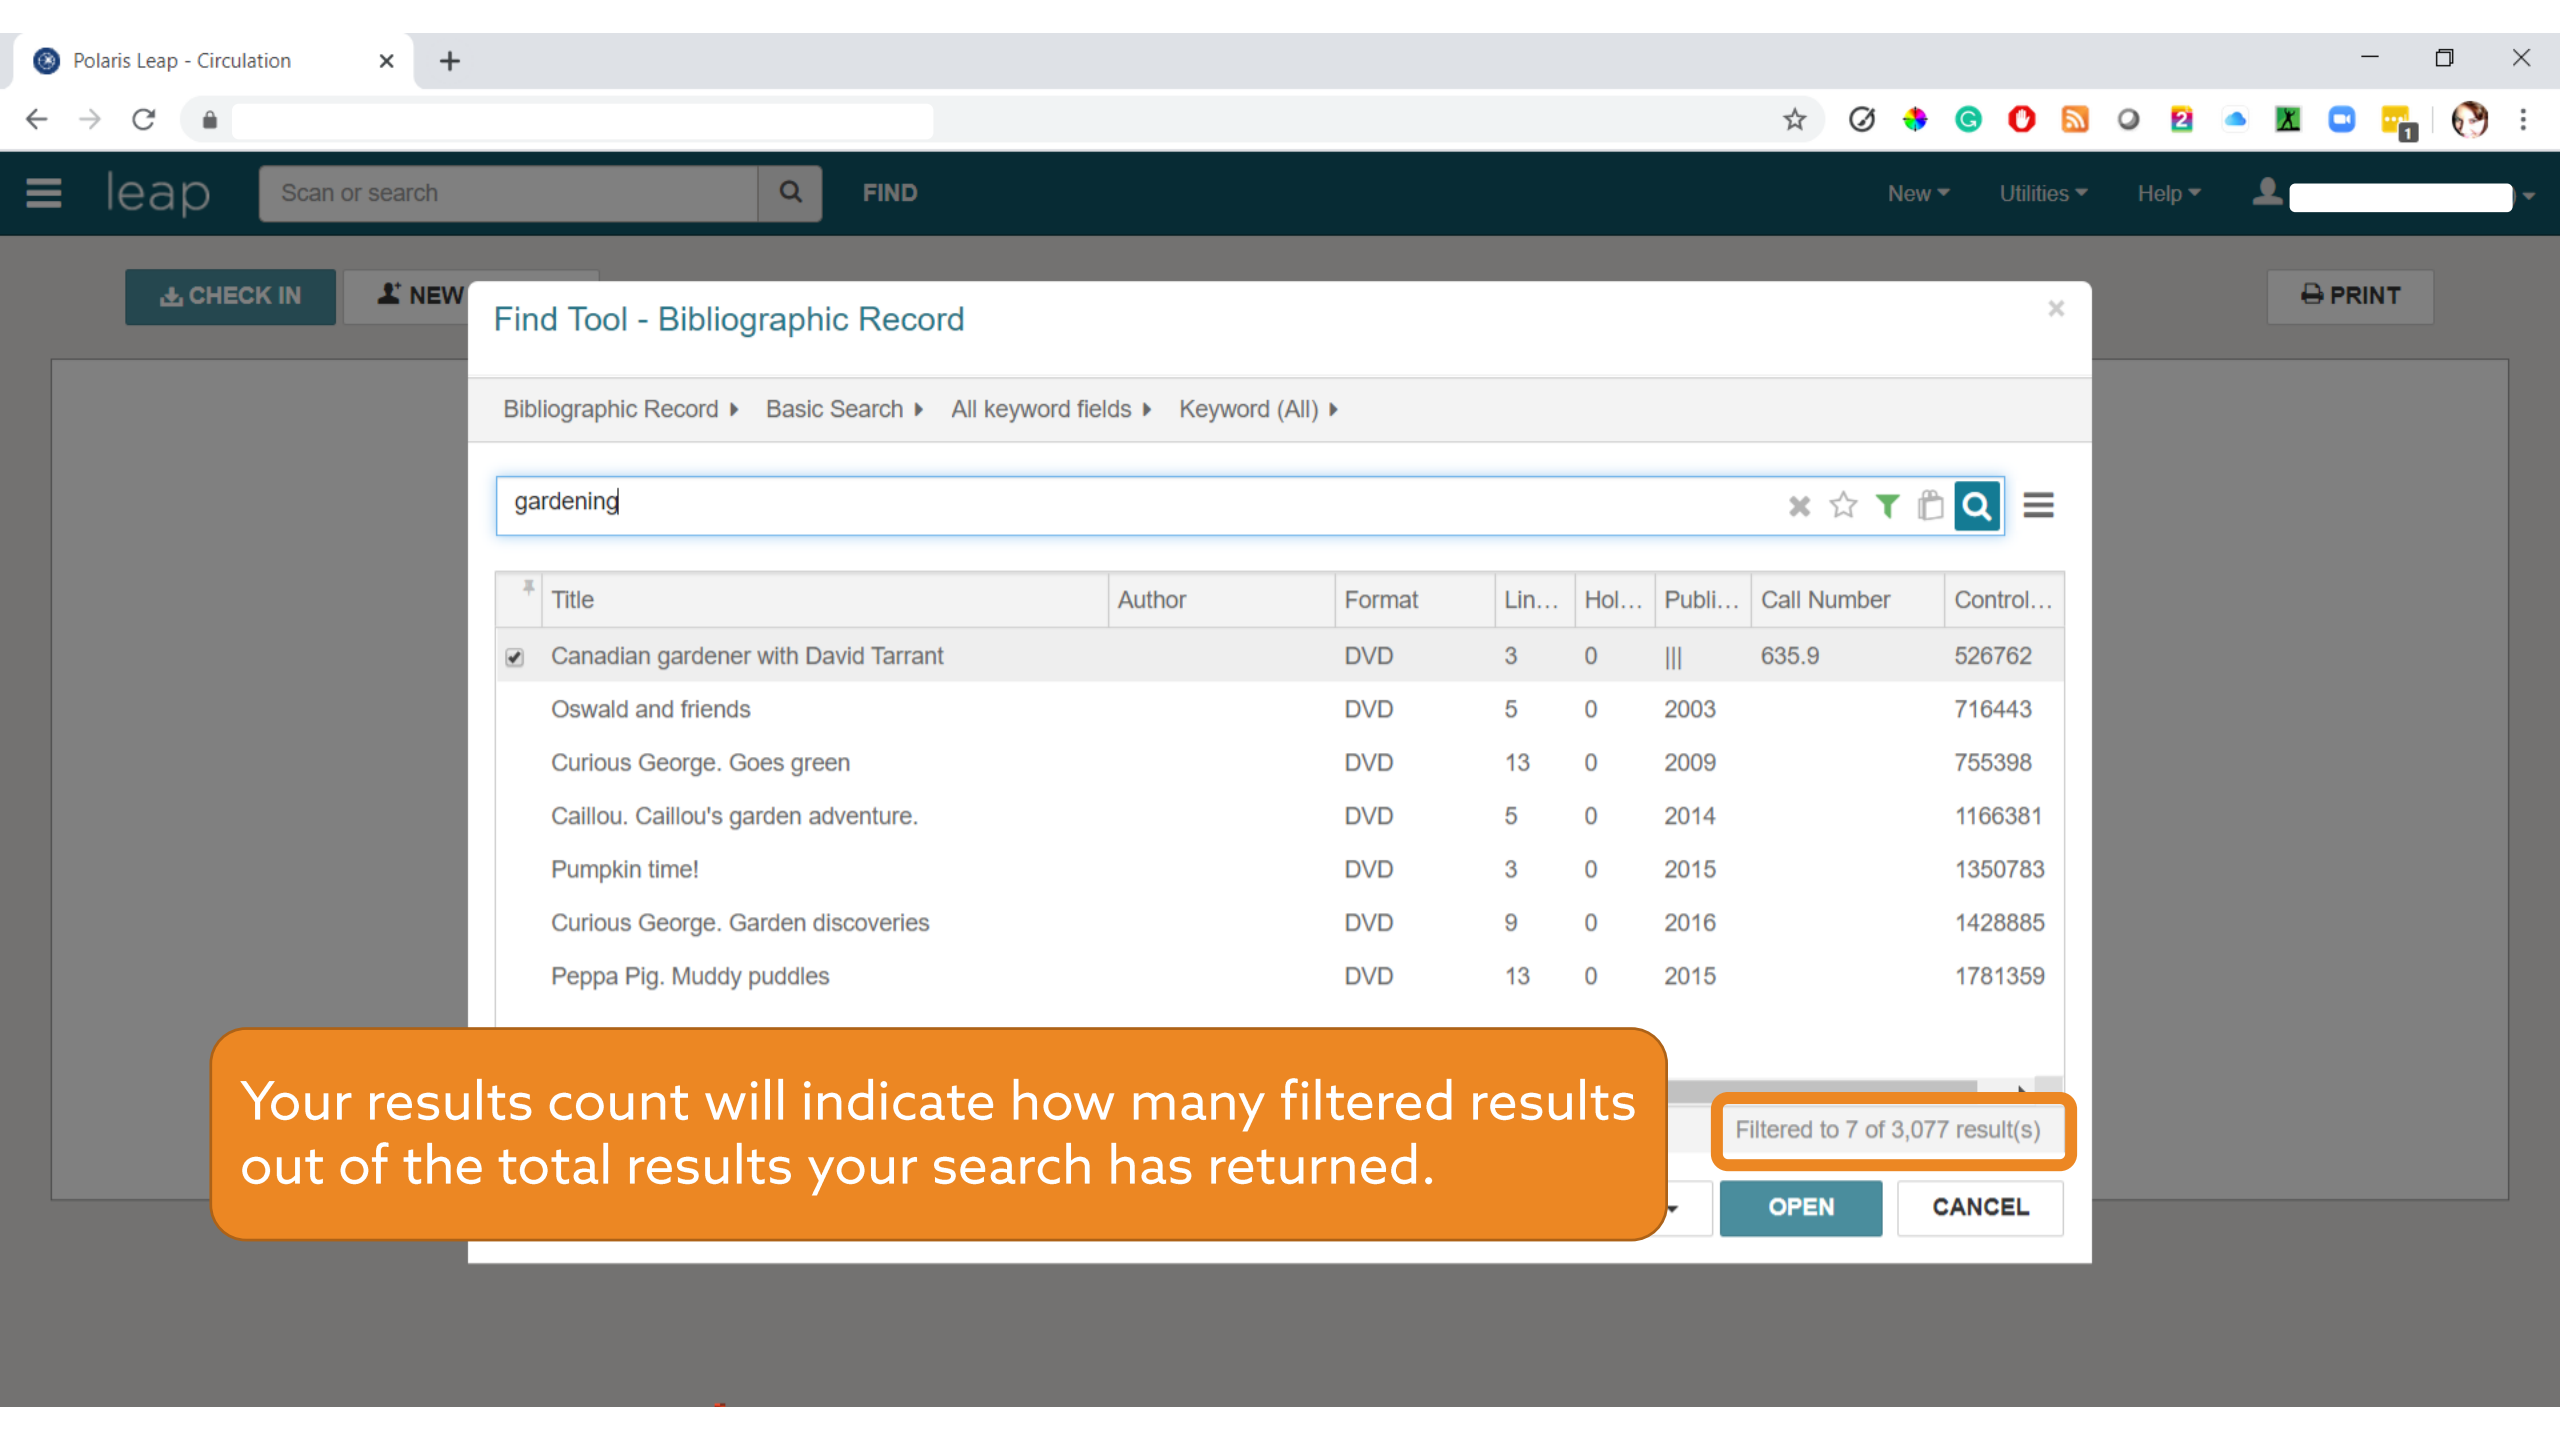 Polaris Leap - Circulation
1
leap
Scan or search
FIND
New
Utilities
Help
CHECK IN
NEW
PRINT
Find Tool - Bibliographic Record
Bibliographic Record
Basic Search
All keyword fields
Keyword (All)
gardening
Title Author Format Lin... Hol... Publi... Call Number Control...
Canadian gardener with David Tarrant DVD 3 0 ||| 635.9 526762
Oswald and friends DVD 5 0 2003 716443
Curious George. Goes green DVD 13 0 2009 755398
Caillou. Caillou's garden adventure. DVD 5 0 2014 1166381
Pumpkin time! DVD 3 0 2015 1350783
Curious George. Garden discoveries DVD 9 0 2016 1428885
Peppa Pig. Muddy puddles DVD 13 0 2015 1781359
Your results count will indicate how many filtered results
out of the total results your search has returned.
Filtered to 7 of 3,077 result(s)
OPEN
CANCEL